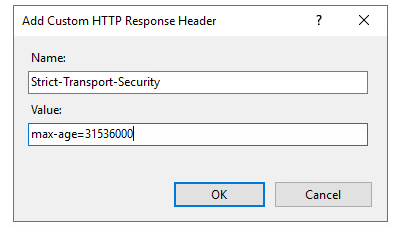 Add Custom HTTP Response Header
Name:
Strict-Transport-Security
Value:
max-age=31536000
OK
Cancel